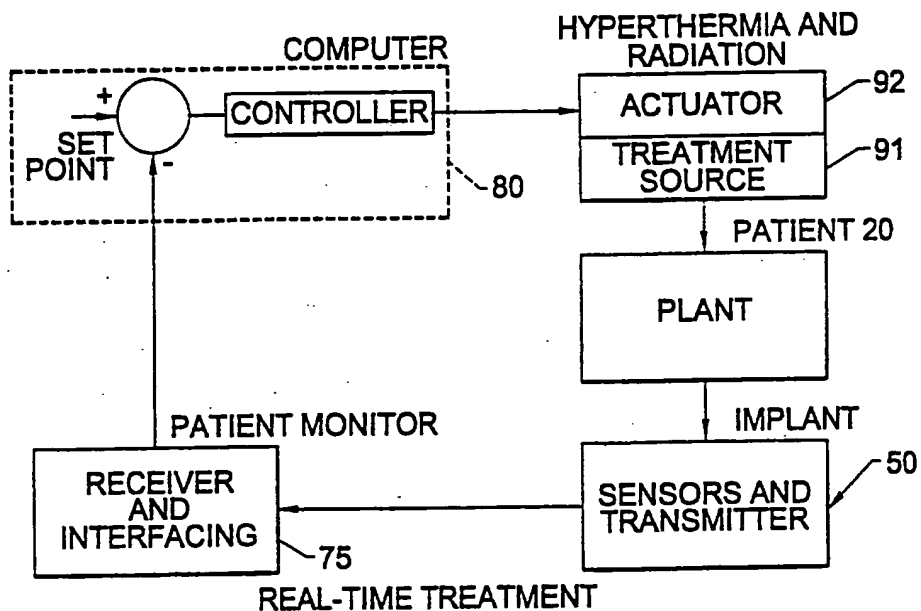 COMPUTER
HYPERTHERMIA AND
RADIATION
+
CONTROLLER
SET
POINT
-
80
ACTUATOR
92
TREATMENT
SOURCE
91
PATIENT 20
PLANT
IMPLANT
PATIENT MONITOR
RECEIVER
AND
INTERFACING
75
SENSORS AND
TRANSMITTER
50
REAL-TIME TREATMENT